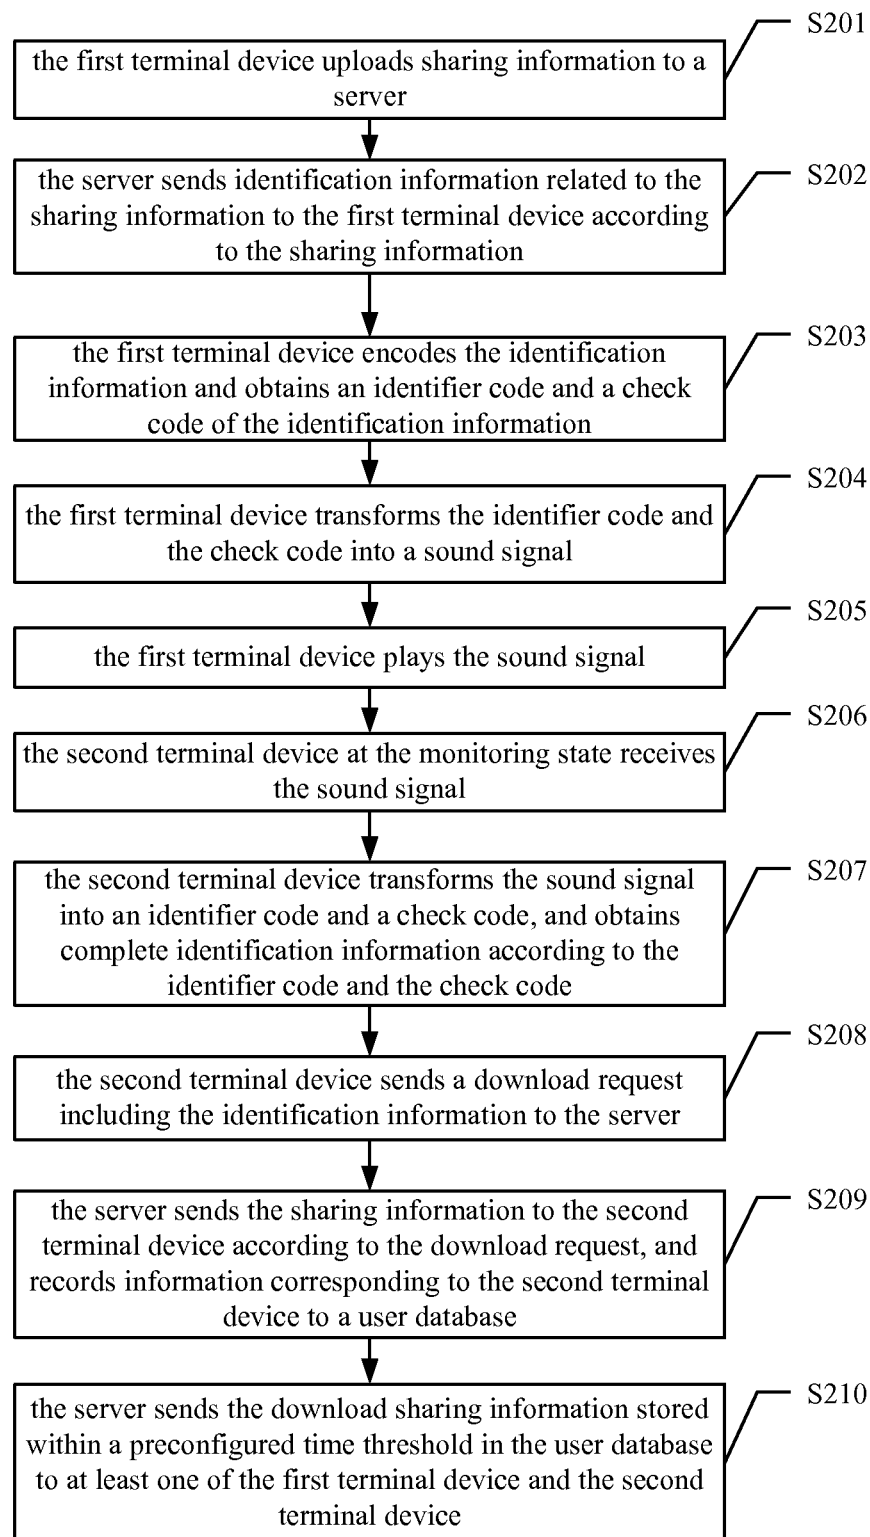 S201
the first terminal device uploads sharing information to a
server
S202
the server sends identification information related to the
sharing information to the first terminal device according
to the sharing information
S203
the first terminal device encodes the identification
information and obtains an identifier code and a check
code of the identification information
S204
the first terminal device transforms the identifier code and
the check code into a sound signal
S205
the first terminal device plays the sound signal
S206
the second terminal device at the monitoring state receives
the sound signal
S207
the second terminal device transforms the sound signal
into an identifier code and a check code, and obtains
complete identification information according to the
identifier code and the check code
S208
the second terminal device sends a download request
including the identification information to the server
S209
the server sends the sharing information to the second
terminal device according to the download request, and
records information corresponding to the second terminal
device to a user database
S210
the server sends the download sharing information stored
within a preconfigured time threshold in the user database
to at least one of the first terminal device and the second
terminal device